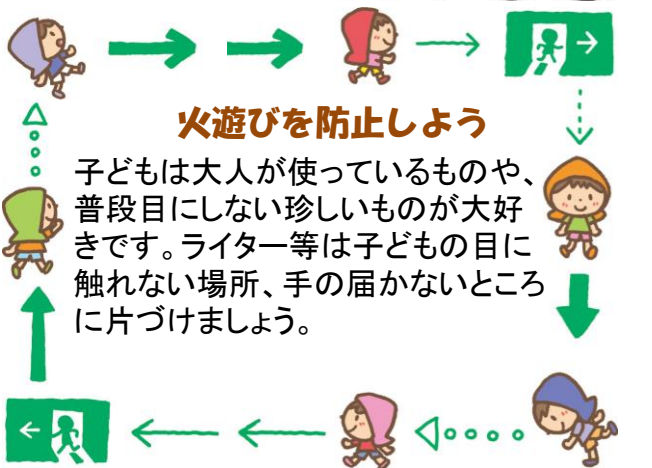 火遊びを防止しよう
子どもは大人が使っているものや、
普段目にしない珍しいものが大好
きです。ライター等は子どもの目に
触れない場所、手の届かないところ
に片づけましょう。